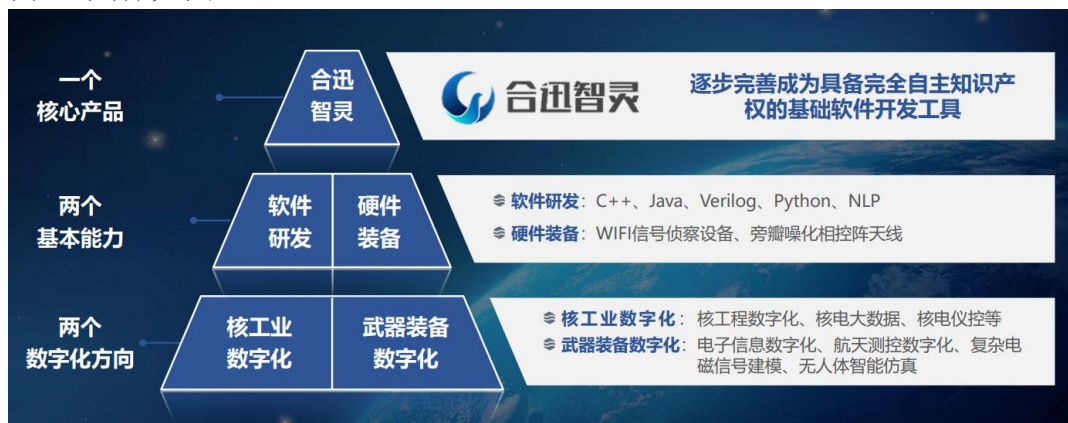 一个
核心产品
合迅
智灵
合迅智灵
逐步完善成为具备完全自主知识产
权的基础软件开发工具
两个
基本能力
软件
研发
硬件
装备
软件研发：C++、Java、Verilog、Python、NLP
硬件装备：WIFI信号侦察设备、旁瓣噪化相控阵天线
两个
数字化方向
核工业
数字化
武器装备
数字化
核工业数字化：核工程数字化、核电大数据、核电仪控等
武器装备数字化：电子信息数字化、航天测控数字化、复杂电
磁信号建模、无人体智能仿真